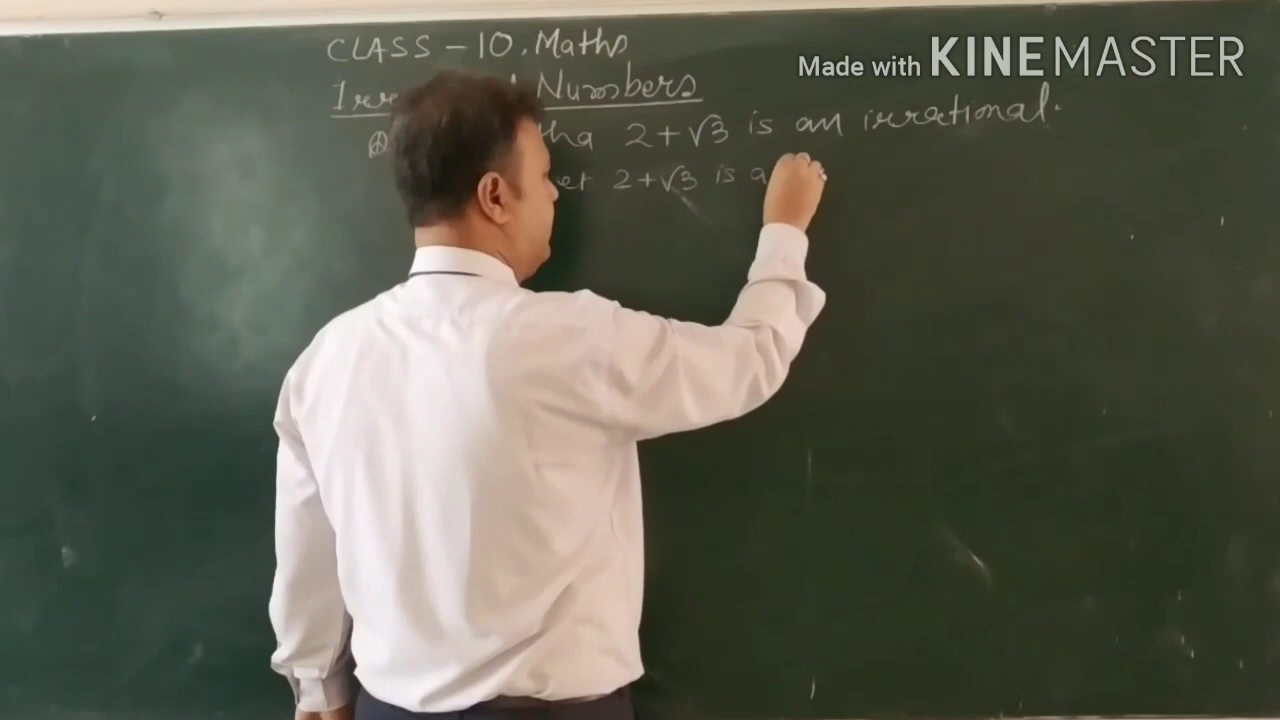 Made with KINEMASTER
CLASS - 10. Maths
Numbers
2+√3 is an irrational.
2+√3 is a